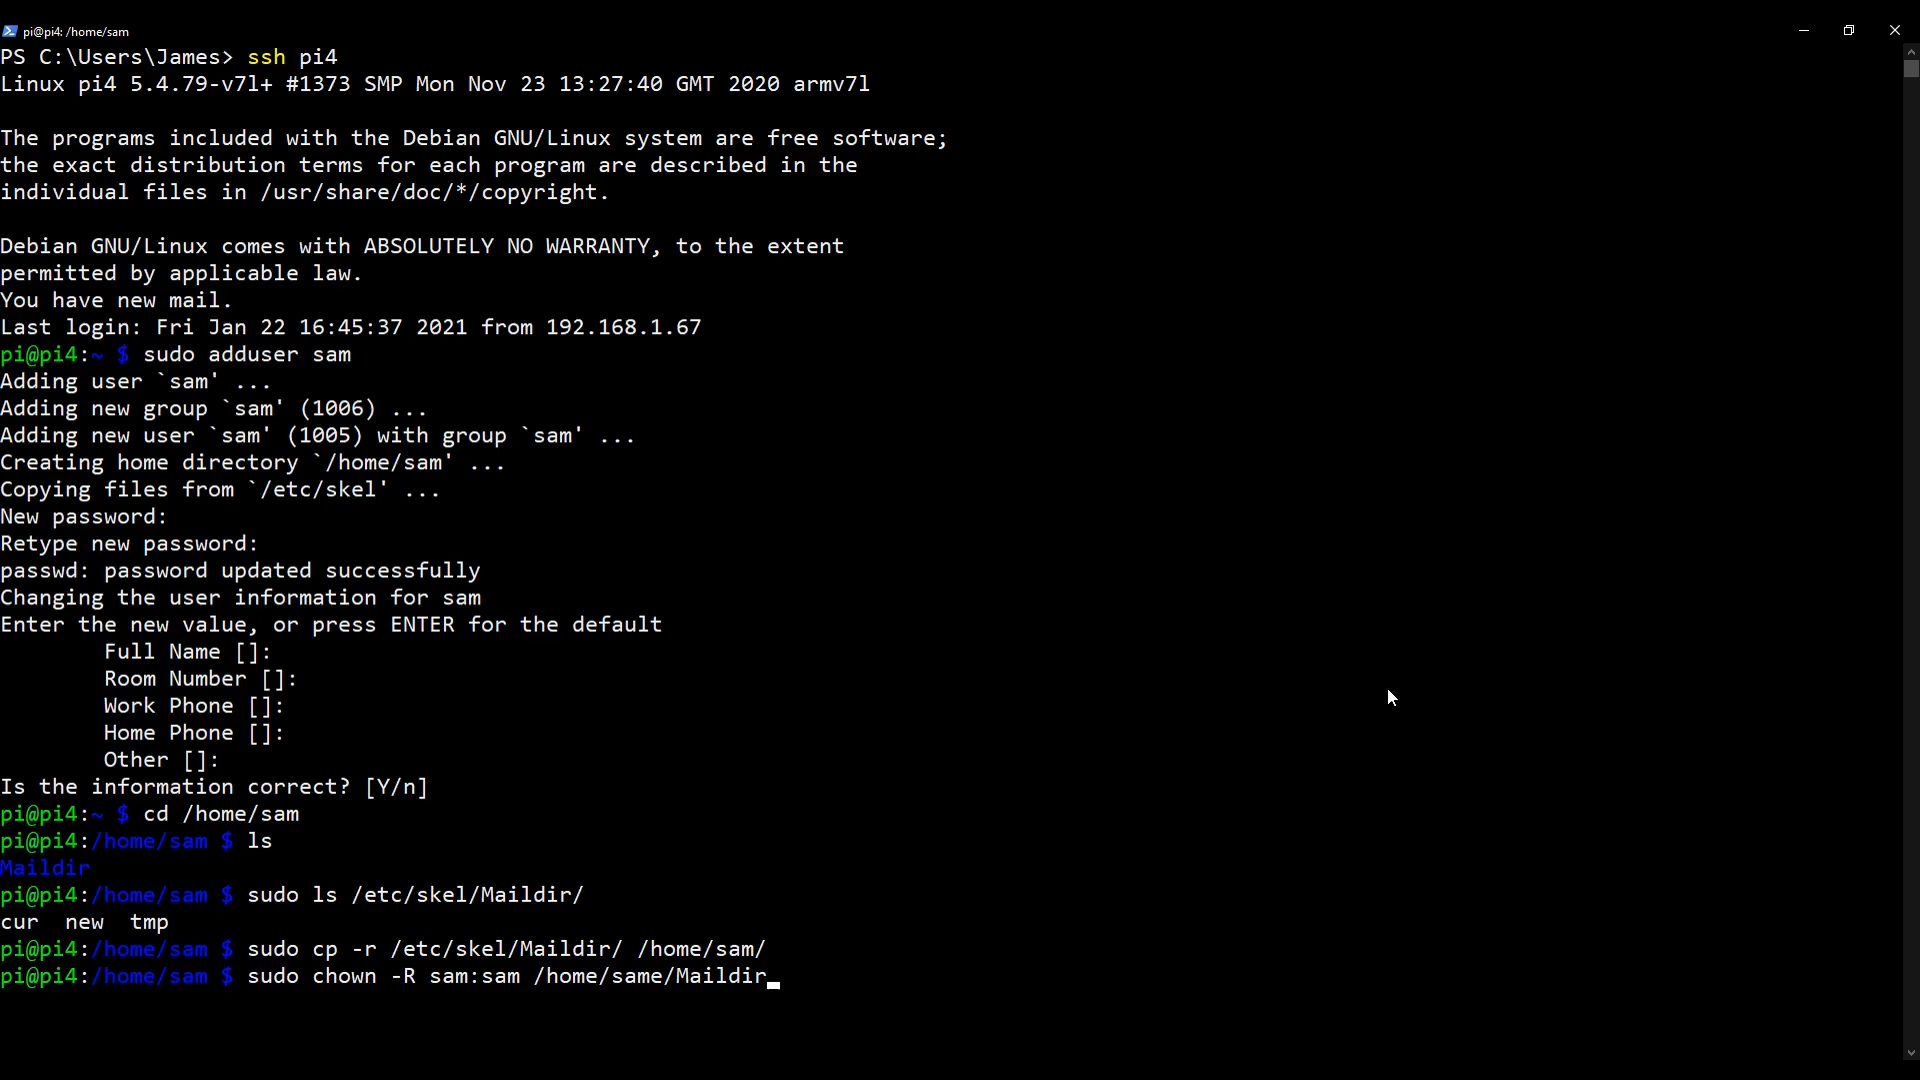 pi@pi4: /home/sam
PS C:\Users\James> ssh pi4
Linux pi4 5.4.79-v7l+ #1373 SMP Mon Nov 23 13:27:40 GMT 2020 armv7l
The programs included with the Debian GNU/Linux system are free software;
the exact distribution terms for each program are described in the
individual files in /usr/share/doc/*/copyright.
Debian GNU/Linux comes with ABSOLUTELY NO WARRANTY, to the extent
permitted by applicable law.
You have new mail.
Last login: Fri Jan 22 16:45:37 2021 from 192.168.1.67
pi@pi4:~ $ sudo adduser sam
Adding user `sam' ...
Adding new group `sam' (1006) ...
Adding new user `sam' (1005) with group `sam' ...
Creating home directory `/home/sam' ...
Copying files from `/etc/skel' ...
New password:
Retype new password:
passwd: password updated successfully
Changing the user information for sam
Enter the new value, or press ENTER for the default
Full Name []:
Room Number []:
Work Phone []:
Home Phone []:
Other []:
Is the information correct? [Y/n]
pi@pi4:~ $ cd /home/sam
pi@pi4:/home/sam $ ls
Maildir
pi@pi4:/home/sam $ sudo ls /etc/skel/Maildir/
cur  new  tmp
pi@pi4:/home/sam $ sudo cp -r /etc/skel/Maildir/ /home/sam/
pi@pi4:/home/sam $ sudo chown -R sam:sam /home/same/Maildir